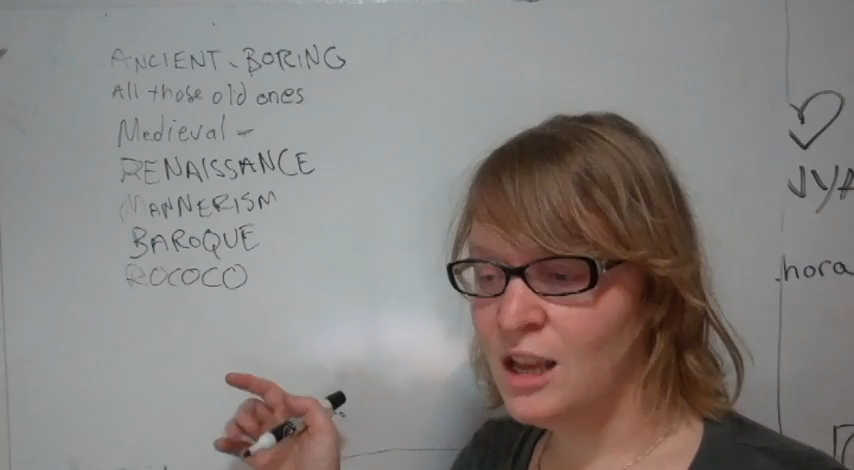 ANCIENT - BORING
All those old ones
Medieval -
RENAISSANCE
MANNERISM
BAROQUE
ROCOCO
hora